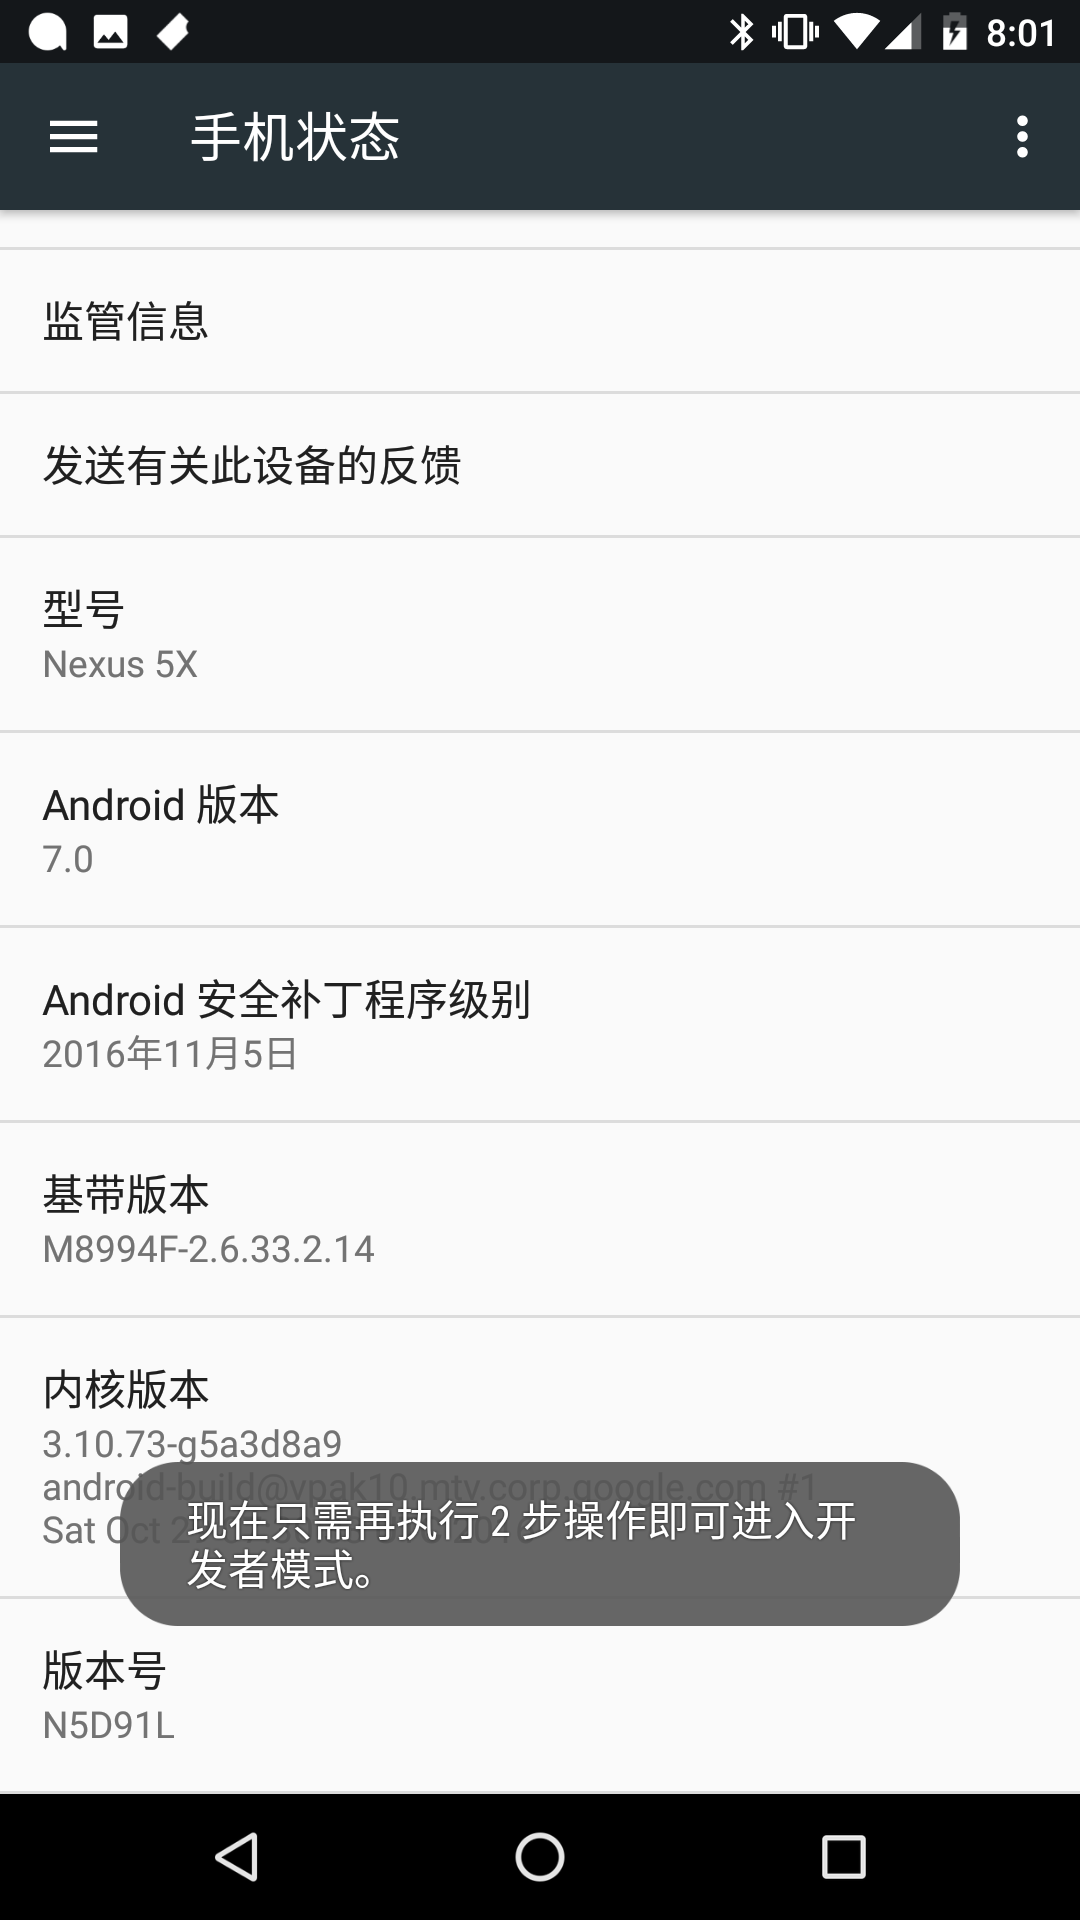 8:01
手机状态
监管信息
发送有关此设备的反馈
型号
Nexus 5X
Android 版本
7.0
Android 安全补丁程序级别
2016年11月5日
基带版本
M8994F-2.6.33.2.14
内核版本
3.10.73-g5a3d8a9
android-build@vpak10.mtv.corp.google.com #1
Sat Oct
现在只需再执行 2 步操作即可进入开
发者模式。
版本号
N5D91L